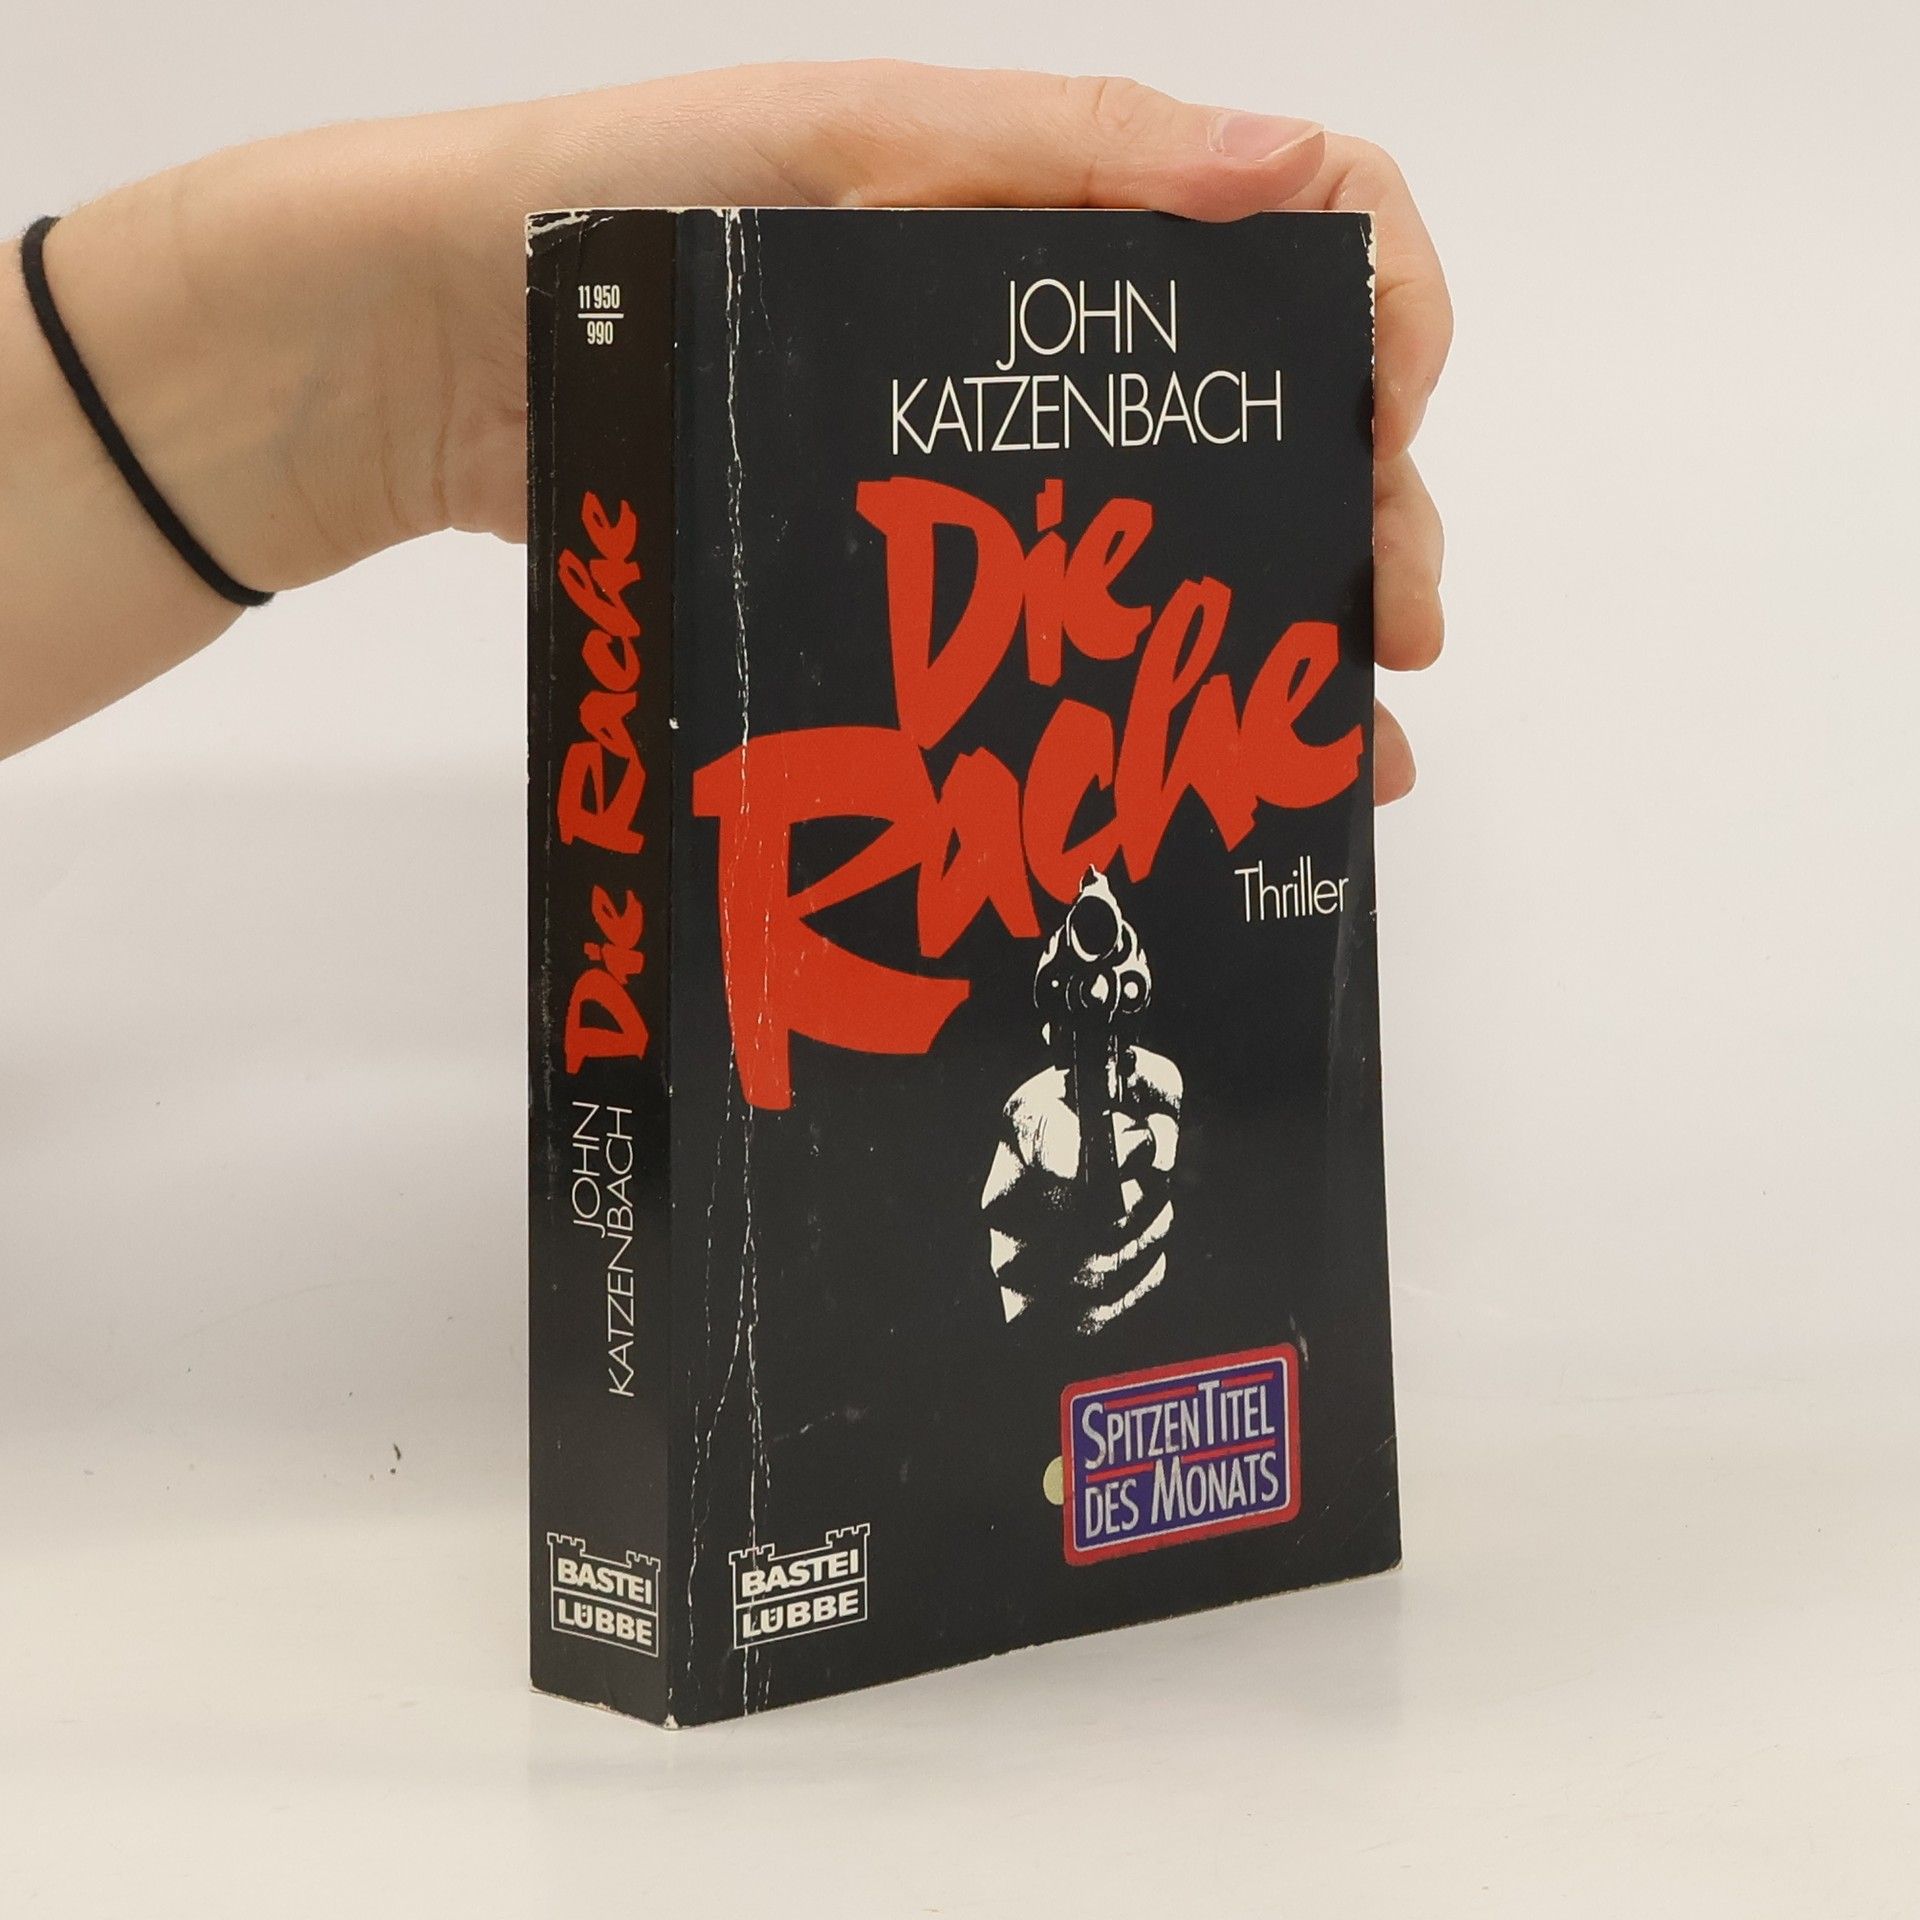 11 950
990
Die Rache
JOHN
KATZENBACH
BASTEI
LÜBBE
JOHN
KATZENBACH
Die
Rache
Thriller
SPITZENTITEL
DES MONATS
BASTEI
LÜBBE